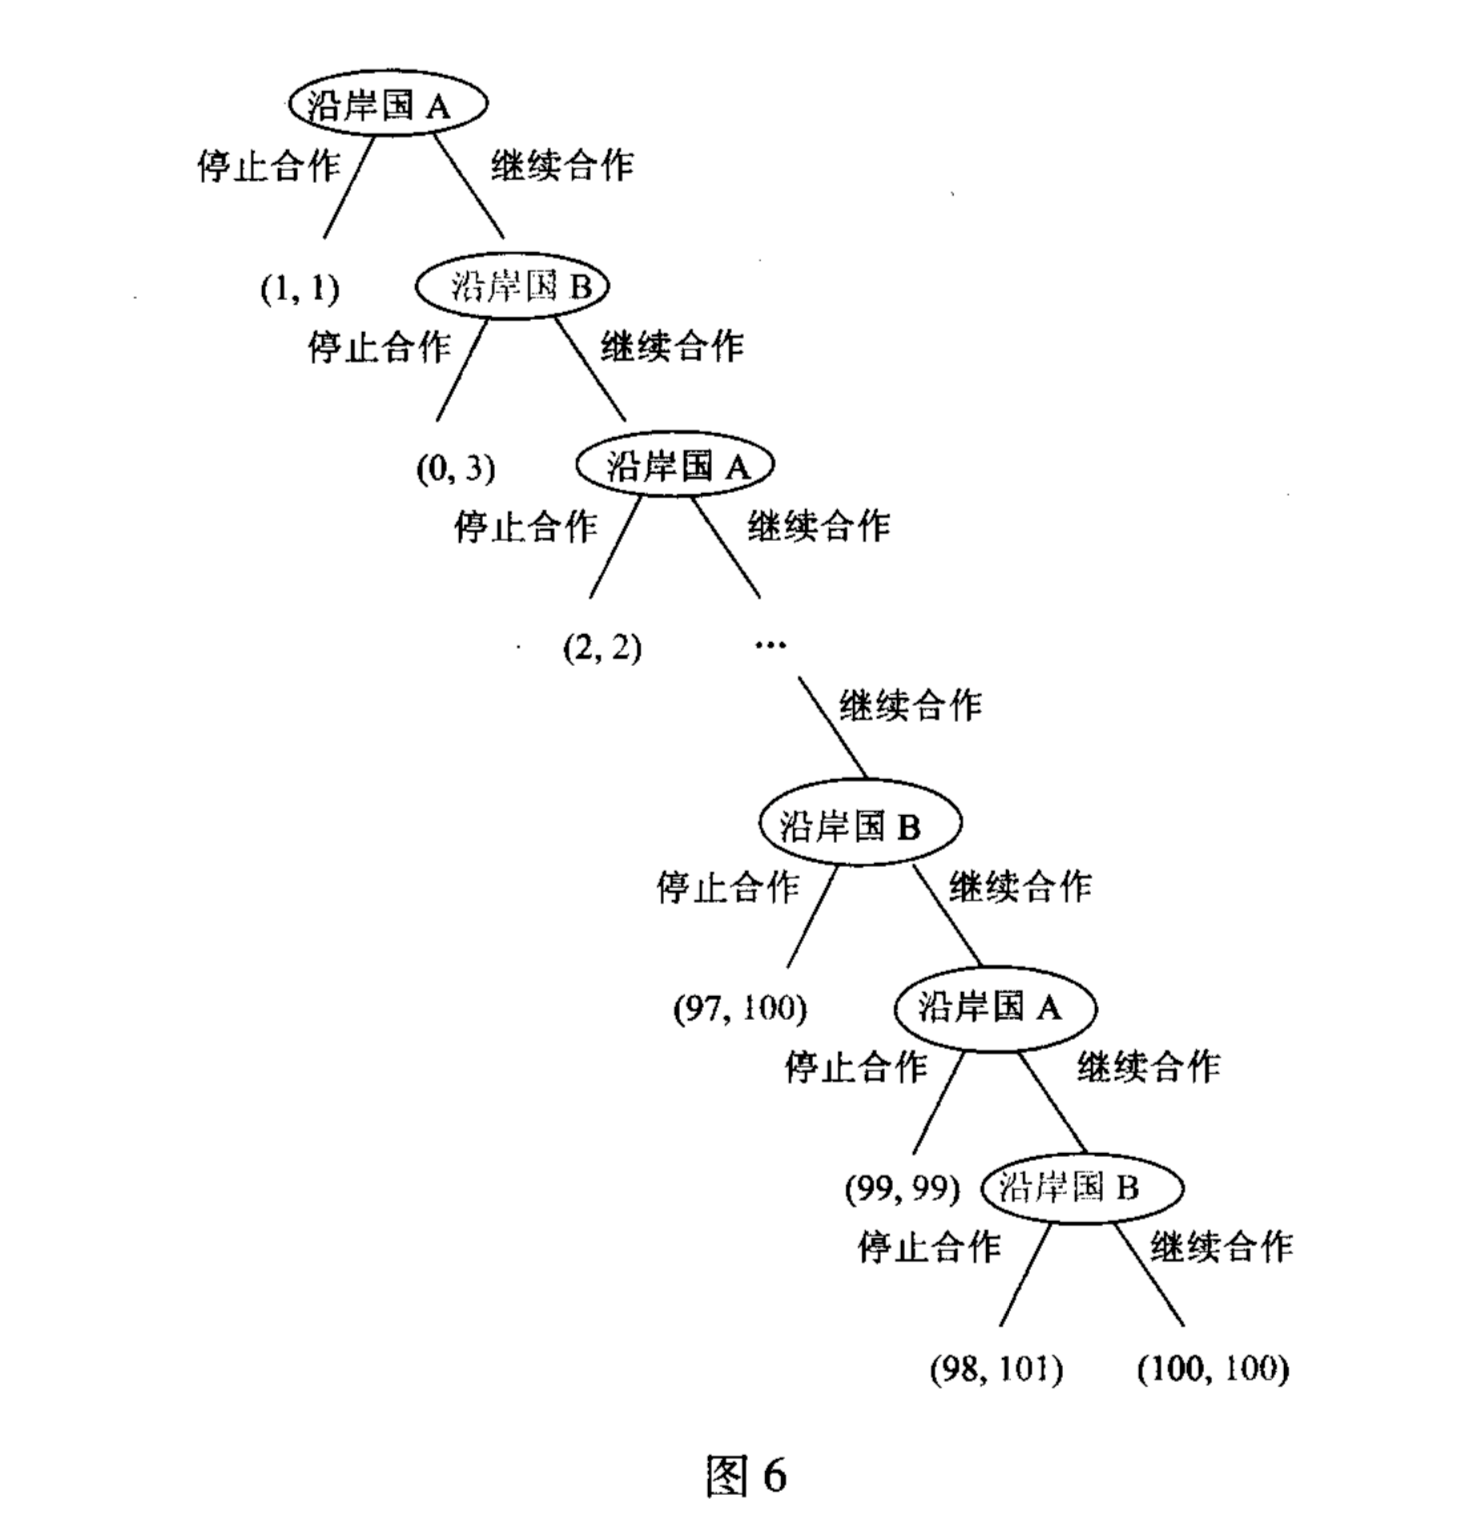 沿岸国 A
停止合作 继续合作
(1, 1) 沿岸国 B
停止合作 继续合作
(0, 3) 沿岸国 A
停止合作 继续合作
(2, 2) ...
继续合作
沿岸国 B
停止合作 继续合作
(97, 100) 沿岸国 A
停止合作 继续合作
(99, 99) 沿岸国 B
停止合作 继续合作
(98, 101) (100, 100)
图 6